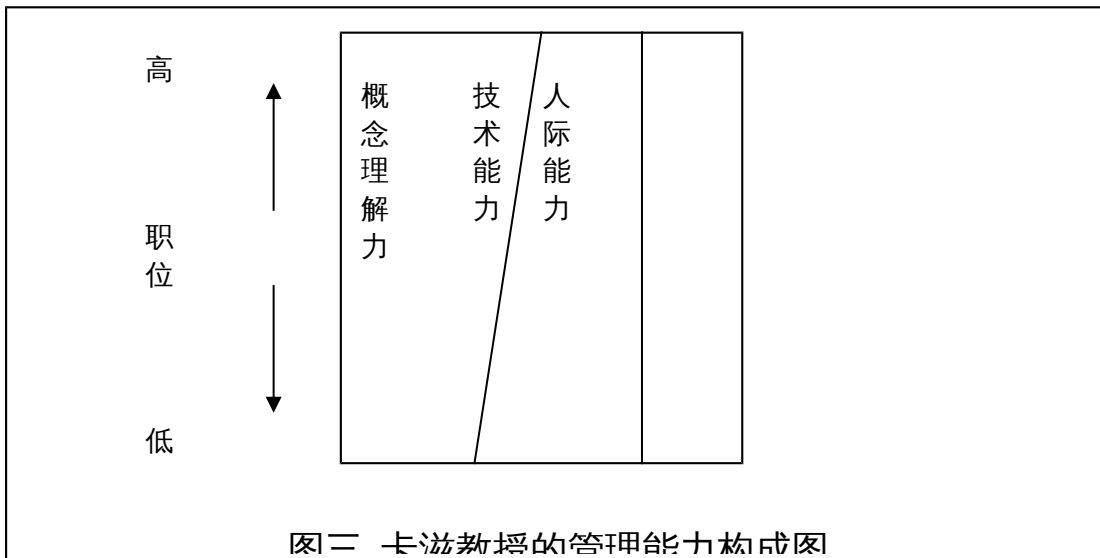 高
职位
低
概念理解力
技术能力
人际能力
图三 卡滋教授的管理能力构成图